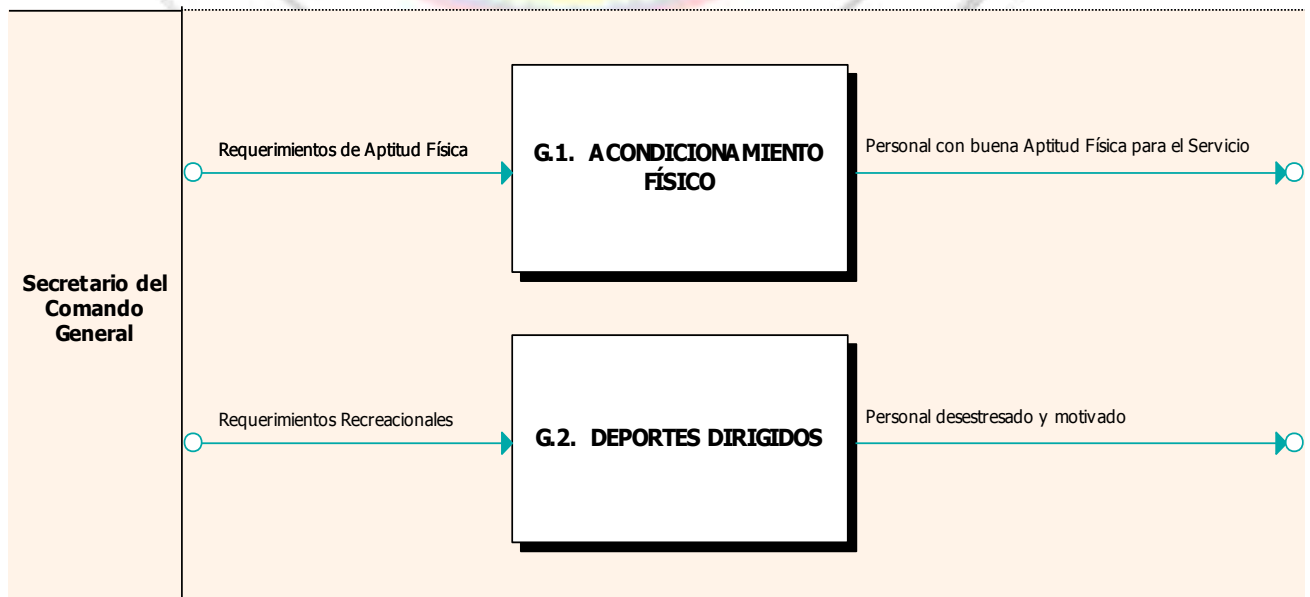 Secretario del
Comando
General
Requerimientos de Aptitud Física
G.1. ACONDICIONAMIENTO
FÍSICO
Personal con buena Aptitud Física para el Servicio
Requerimientos Recreacionales
G.2. DEPORTES DIRIGIDOS
Personal desestresado y motivado